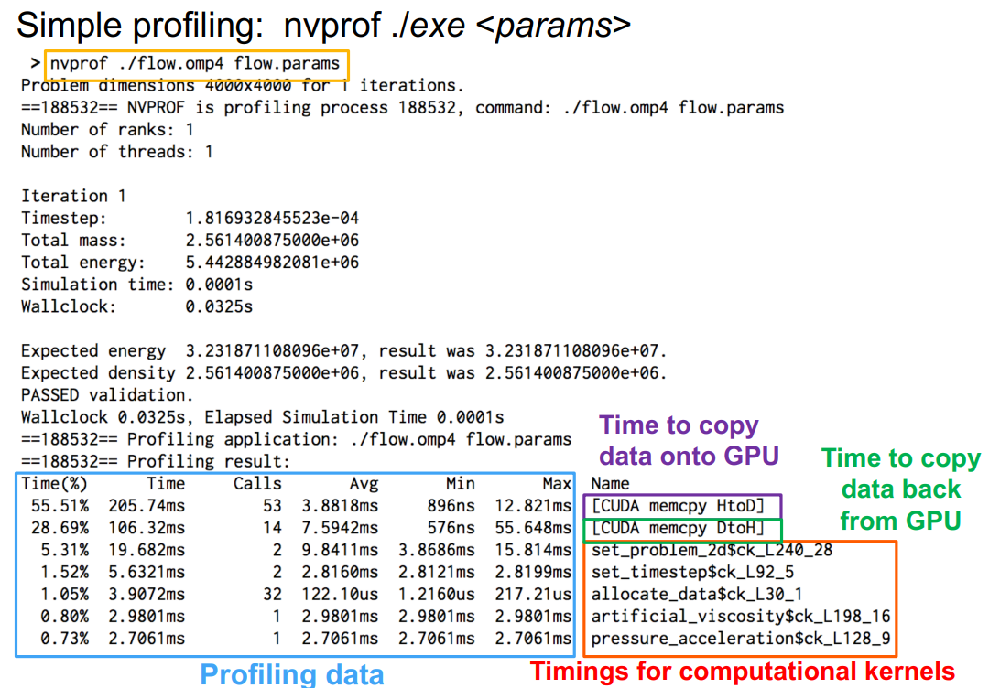 Simple profiling: nvprof ./exe <params>
> nvprof ./flow.omp4 flow.params
Problem dimensions 4000x4000 for 1 iterations.
==188532== NVPROF is profiling process 188532, command: ./flow.omp4 flow.params
Number of ranks: 1
Number of threads: 1
Iteration 1
Timestep: 1.816932845523e-04
Total mass: 2.561400875000e+06
Total energy: 5.442884982081e+06
Simulation time: 0.0001s
Wallclock: 0.0325s
Expected energy 3.231871108096e+07, result was 3.231871108096e+07.
Expected density 2.561400875000e+06, result was 2.561400875000e+06.
PASSED validation.
Wallclock 0.0325s, Elapsed Simulation Time 0.0001s
==188532== Profiling application: ./flow.omp4 flow.params
==188532== Profiling result:
Time to copy
data onto GPU
Time to copy
data back
from GPU
Time(%) Time Calls Avg Min Max Name
55.51% 205.74ms 53 3.8818ms 896ns 12.821ms [CUDA memcpy HtoD]
28.69% 106.32ms 14 7.5942ms 576ns 55.648ms [CUDA memcpy DtoH]
5.31% 19.682ms 2 9.8411ms 3.8686ms 15.814ms set_problem_2d$ck_L240_28
1.52% 5.6321ms 2 2.8160ms 2.8121ms 2.8199ms set_timestep$ck_L92_5
1.05% 3.9072ms 32 122.10us 1.2160us 217.21us allocate_data$ck_L30_1
0.80% 2.9801ms 1 2.9801ms 2.9801ms 2.9801ms artificial_viscosity$ck_L198_16
0.73% 2.7061ms 1 2.7061ms 2.7061ms 2.7061ms pressure_acceleration$ck_L128_9
Profiling data
Timings for computational kernels